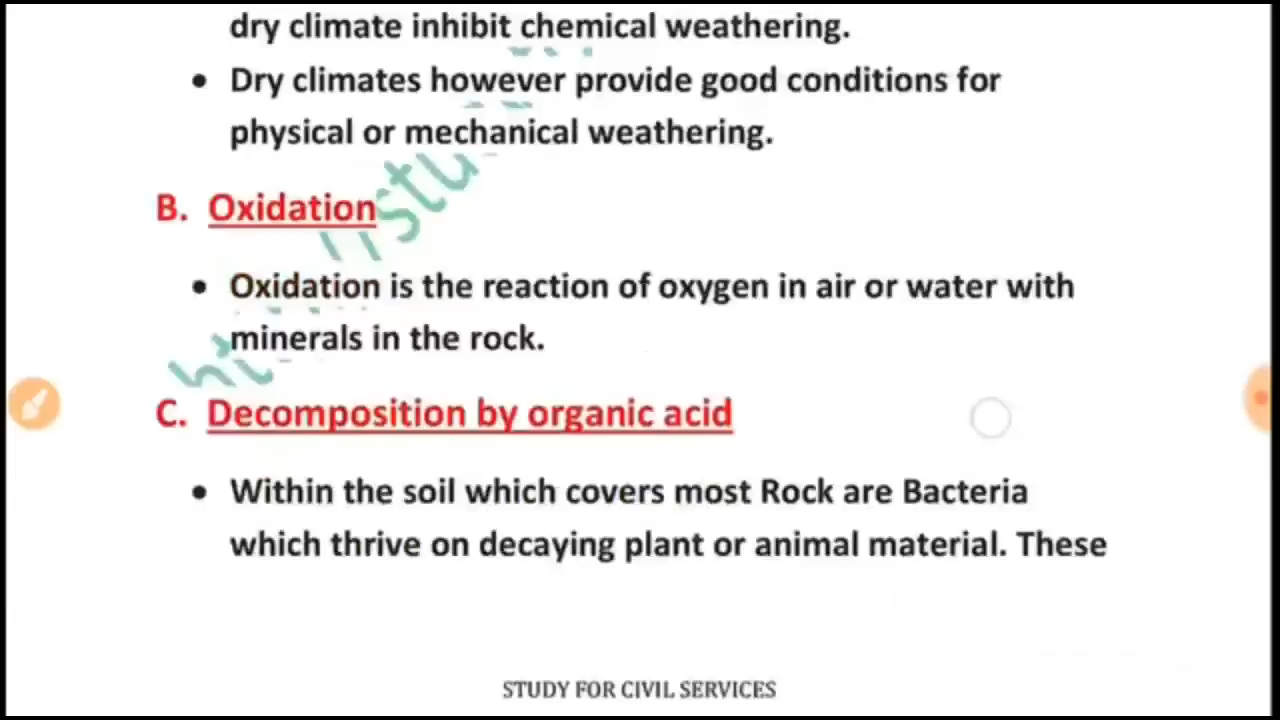 dry climate inhibit chemical weathering.
• Dry climates however provide good conditions for
physical or mechanical weathering.
B. Oxidation
• Oxidation is the reaction of oxygen in air or water with
minerals in the rock.
C. Decomposition by organic acid
• Within the soil which covers most Rock are Bacteria
which thrive on decaying plant or animal material. These
STUDY FOR CIVIL SERVICES